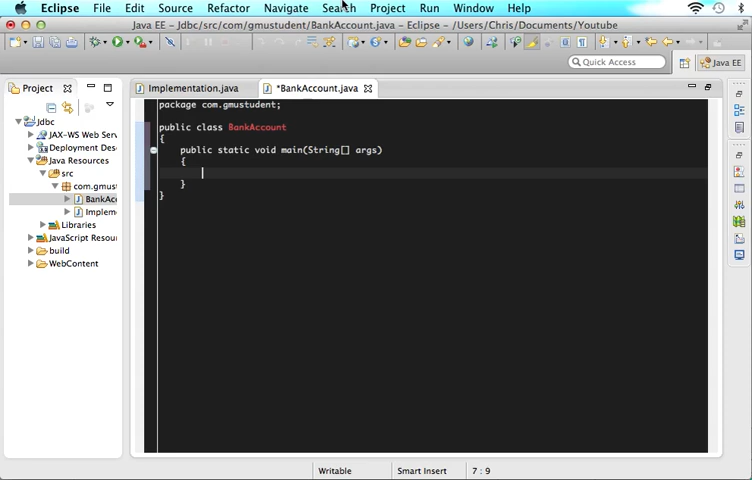 Eclipse File Edit Source Refactor Navigate Search Project Run Window Help
Java EE - Jdbc/src/com/gmustudent/BankAccount.java - Eclipse - /Users/Chris/Documents/Youtube
Quick Access
Java EE
Project
Implementation.java
*BankAccount.java
Jdbc
JAX-WS Web Serv
Deployment Des
Java Resources
src
com.gmust
BankAcc
Implem
Libraries
JavaScript Resour
build
WebContent
package com.gmustudent;
public class BankAccount
{
public static void main(String[] args)
{
}
}
Writable
Smart Insert
7 : 9